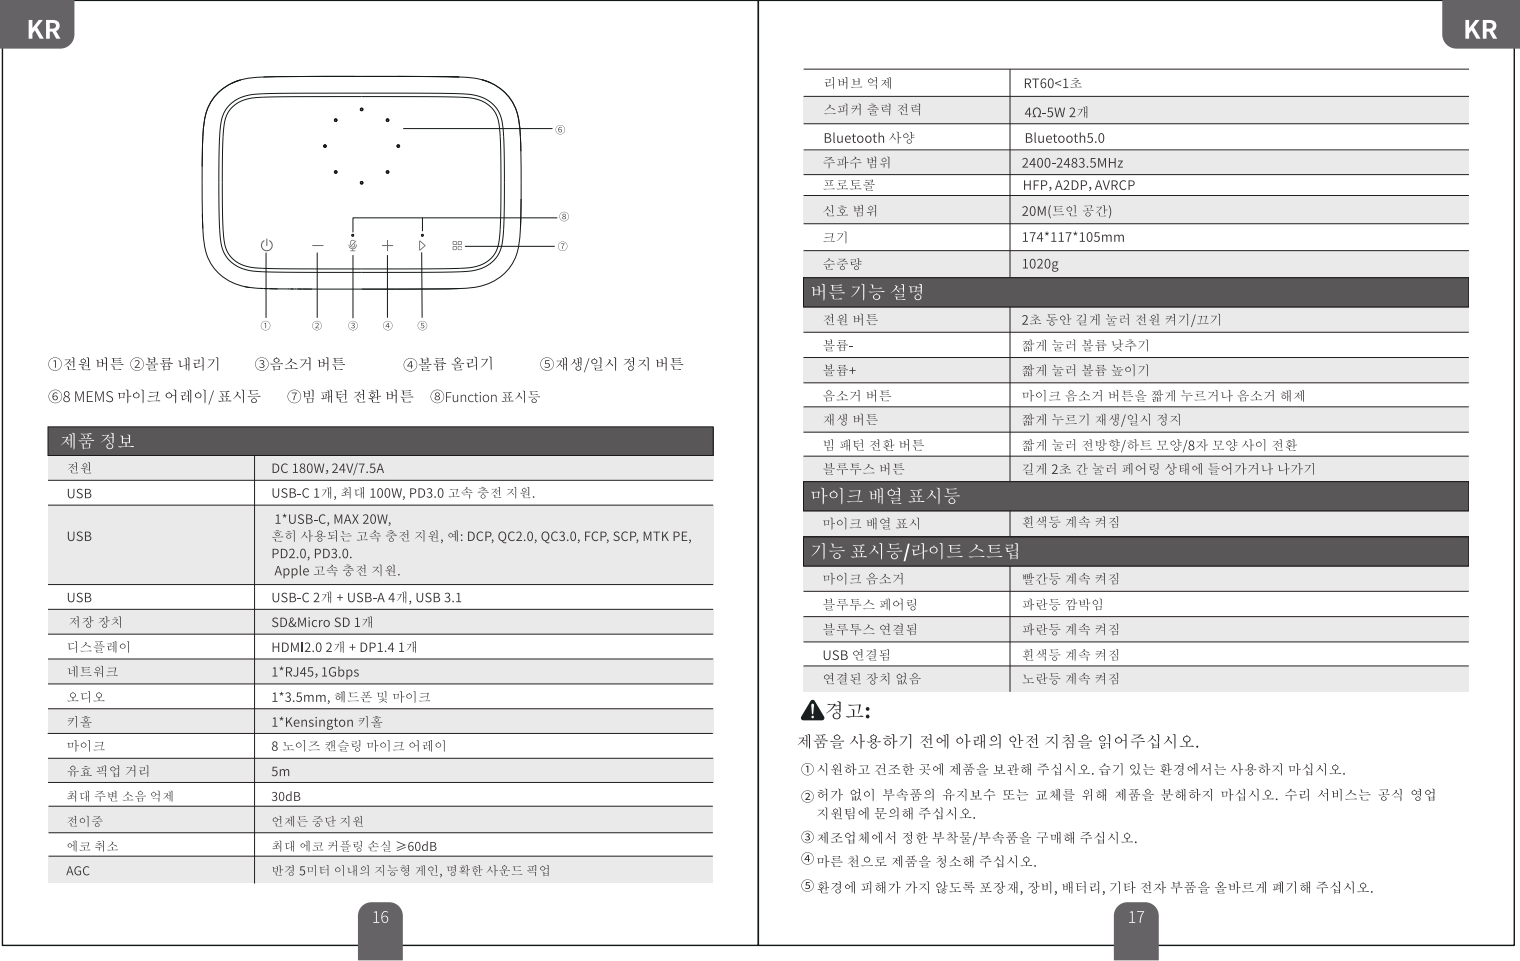 KR
⑥
⑧
⑦
① ② ③ ④ ⑤
①전원 버튼 ②볼륨 내리기 ③음소거 버튼 ④볼륨 올리기 ⑤재생/일시 정지 버튼
⑥8 MEMS 마이크 어레이/ 표시등 ⑦빔 패턴 전환 버튼 ⑧Function 표시등
제품 정보
전원 DC 180W, 24V/7.5A
USB USB-C 1개, 최대 100W, PD3.0 고속 충전 지원.
USB
1*USB-C, MAX 20W,
흔히 사용되는 고속 충전 지원, 예: DCP, QC2.0, QC3.0, FCP, SCP, MTK PE,
PD2.0, PD3.0.
Apple 고속 충전 지원.
USB USB-C 2개 + USB-A 4개, USB 3.1
저장 장치 SD&Micro SD 1개
디스플레이 HDMI2.0 2개 + DP1.4 1개
네트워크 1*RJ45, 1Gbps
오디오 1*3.5mm, 헤드폰 및 마이크
키홀 1*Kensington 키홀
마이크 8 노이즈 캔슬링 마이크 어레이
유효 픽업 거리 5m
최대 주변 소음 억제 30dB
전이중 언제든 중단 지원
에코 취소 최대 에코 커플링 손실 ≥60dB
AGC 반경 5미터 이내의 지능형 게인, 명확한 사운드 픽업
16
KR
리버브 억제 RT60<1초
스피커 출력 전력 4Ω-5W 2개
Bluetooth 사양 Bluetooth5.0
주파수 범위 2400-2483.5MHz
프로토콜 HFP, A2DP, AVRCP
신호 범위 20M(트인 공간)
크기 174*117*105mm
순중량 1020g
버튼 기능 설명
전원 버튼 2초 동안 길게 눌러 전원 켜기/끄기
볼륨- 짧게 눌러 볼륨 낮추기
볼륨+ 짧게 눌러 볼륨 높이기
음소거 버튼 마이크 음소거 버튼을 짧게 누르거나 음소거 해제
재생 버튼 짧게 누르기 재생/일시 정지
빔 패턴 전환 버튼 짧게 눌러 전방향/하트 모양/8자 모양 사이 전환
블루투스 버튼 길게 2초 간 눌러 페어링 상태에 들어가거나 나가기
마이크 배열 표시등
마이크 배열 표시 흰색등 계속 켜짐
기능 표시등/라이트 스트립
마이크 음소거 빨간등 계속 켜짐
블루투스 페어링 파란등 깜박임
블루투스 연결됨 파란등 계속 켜짐
USB 연결됨 흰색등 계속 켜짐
연결된 장치 없음 노란등 계속 켜짐
경고:
제품을 사용하기 전에 아래의 안전 지침을 읽어주십시오.
①시원하고 건조한 곳에 제품을 보관해 주십시오. 습기 있는 환경에서는 사용하지 마십시오.
②허가 없이 부속품의 유지보수 또는 교체를 위해 제품을 분해하지 마십시오. 수리 서비스는 공식 영업
지원팀에 문의해 주십시오.
③제조업체에서 정한 부착물/부속품을 구매해 주십시오.
④마른 천으로 제품을 청소해 주십시오.
⑤환경에 피해가 가지 않도록 포장재, 장비, 배터리, 기타 전자 부품을 올바르게 폐기해 주십시오.
17